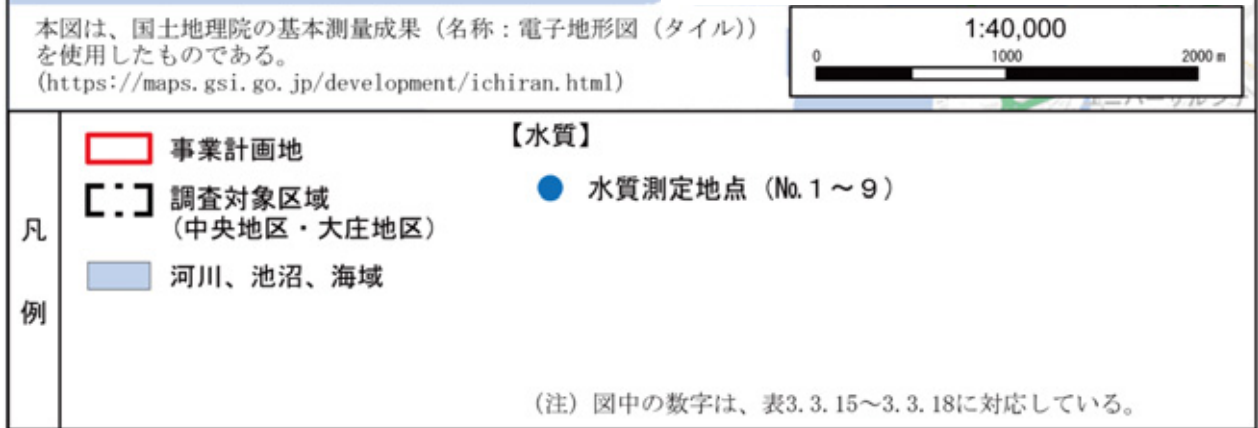 本図は、国土地理院の基本測量成果（名称：電子地形図（タイル））
を使用したものである。
(https://maps.gsi.go.jp/development/ichiran.html)
1:40,000
0 1000 2000 m
凡例
事業計画地
調査対象区域
（中央地区・大庄地区）
河川、池沼、海域
【水質】
水質測定地点（№1～9）
（注）図中の数字は、表3.3.15～3.3.18に対応している。